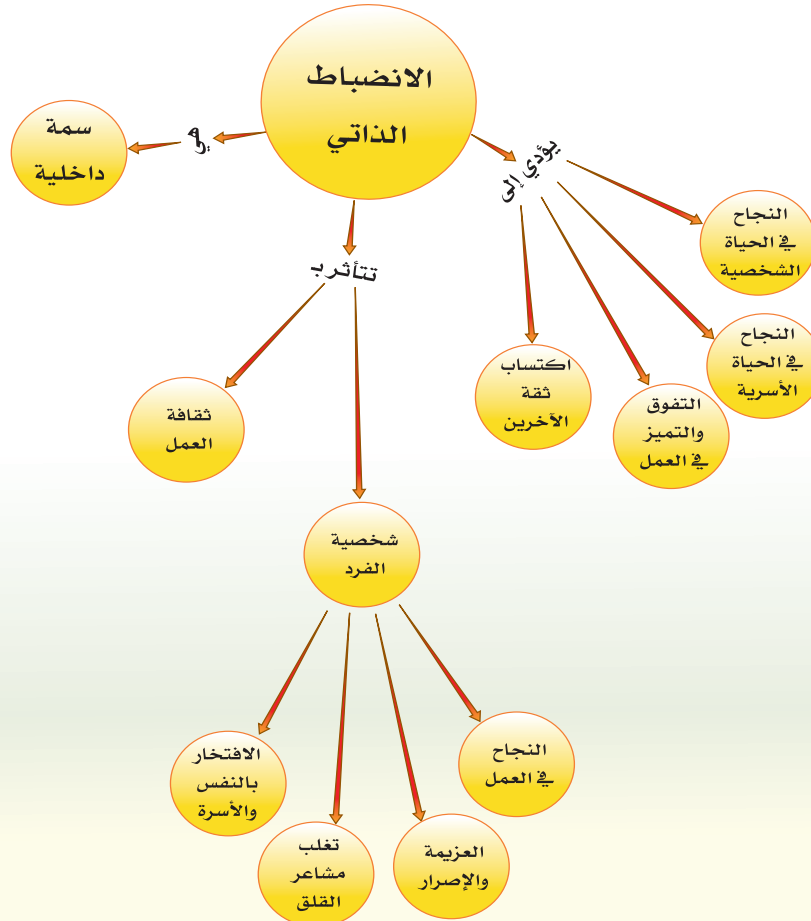 الانضباط
الذاتي
هي
سمة
داخلية
يؤدي إلى
النجاح
في الحياة
الشخصية
النجاح
في الحياة
الأسرية
التفوق
والتميز
في العمل
اكتساب
ثقة
الآخرين
تتأثر بـ
ثقافة
العمل
شخصية
الفرد
النجاح
في العمل
العزيمة
والإصرار
تغلب
مشاعر
القلق
الافتخار
بالنفس
والأسرة